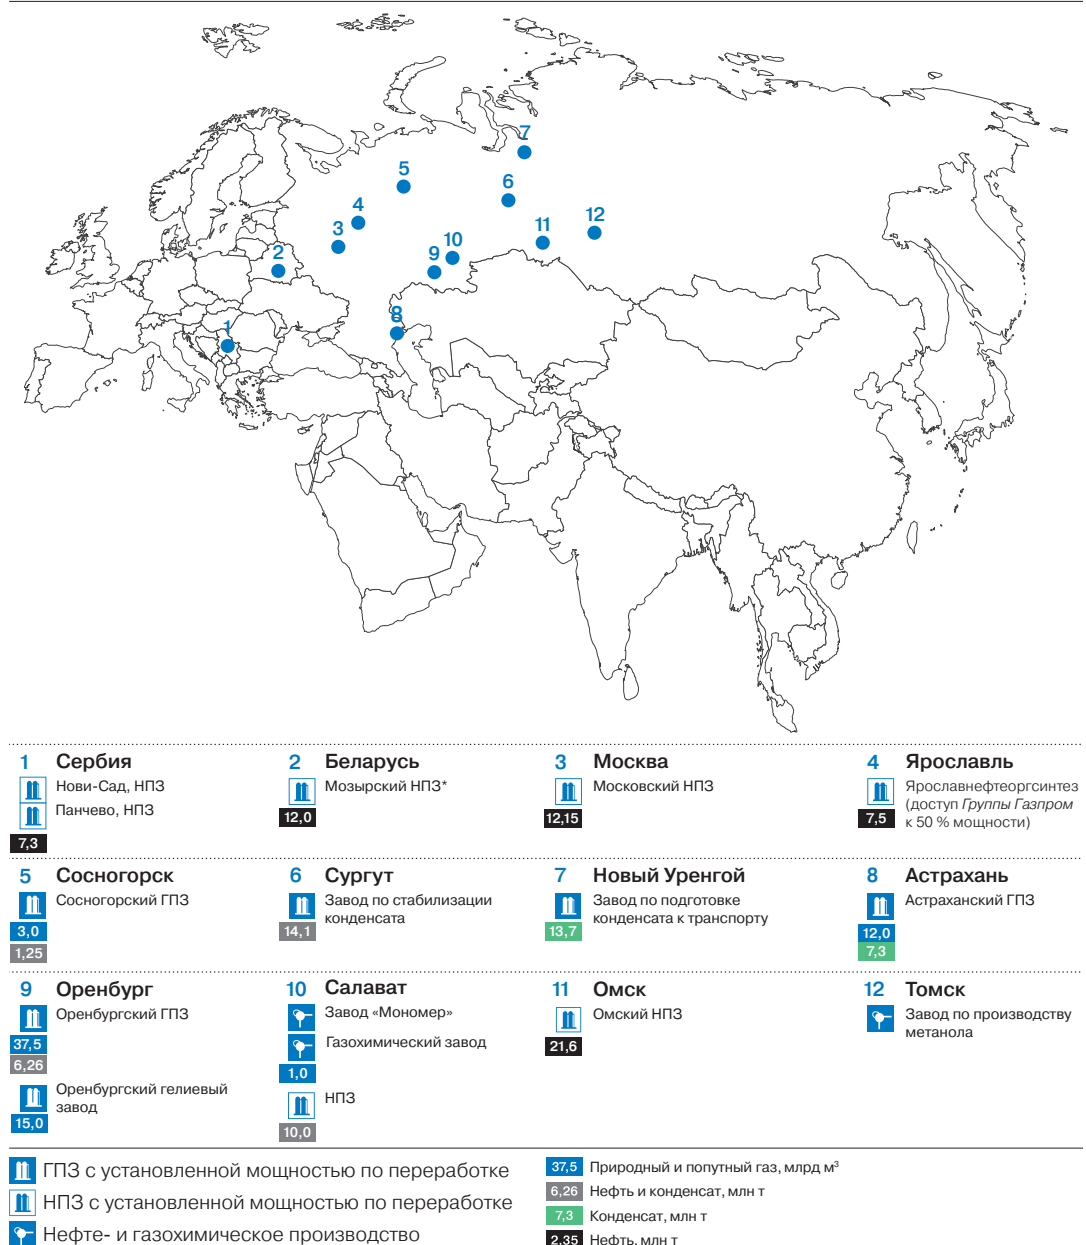 7
5
6
4
12
3
11
10
9
2
8
1
1 Сербия
Нови-Сад, НПЗ
Панчево, НПЗ
7,3
2 Беларусь
Мозырский НПЗ*
12,0
3 Москва
Московский НПЗ
12,15
4 Ярославль
Ярославнефтеоргсинтез
(доступ Группы Газпром
к 50 % мощности)
7,5
5 Сосногорск
Сосногорский ГПЗ
3,0
1,25
6 Сургут
Завод по стабилизации
конденсата
14,1
7 Новый Уренгой
Завод по подготовке
конденсата к транспорту
13,7
8 Астрахань
Астраханский ГПЗ
12,0
7,3
9 Оренбург
Оренбургский ГПЗ
37,5
6,26
Оренбургский гелиевый
завод
15,0
10 Салават
Завод «Мономер»
Газохимический завод
1,0
НПЗ
10,0
11 Омск
Омский НПЗ
21,6
12 Томск
Завод по производству
метанола
ГПЗ с установленной мощностью по переработке
НПЗ с установленной мощностью по переработке
Нефте- и газохимическое производство
37,5 Природный и попутный газ, млрд м³
6,26 Нефть и конденсат, млн т
7,3 Конденсат, млн т
2,35 Нефть, млн т